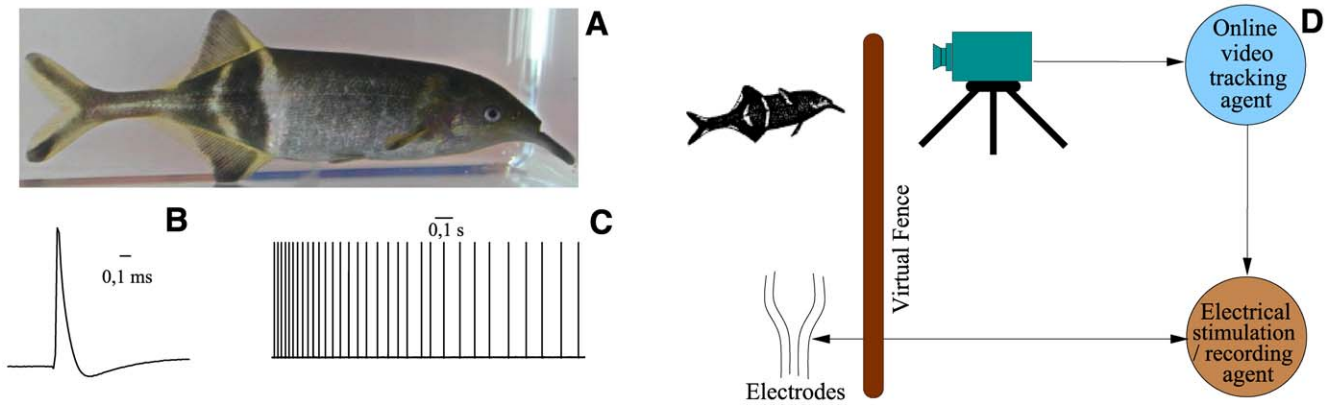 A
B
0,1 ms
C
0,1 s
D
Online
video
tracking
agent
Virtual Fence
Electrodes
Electrical
stimulation
/ recording
agent